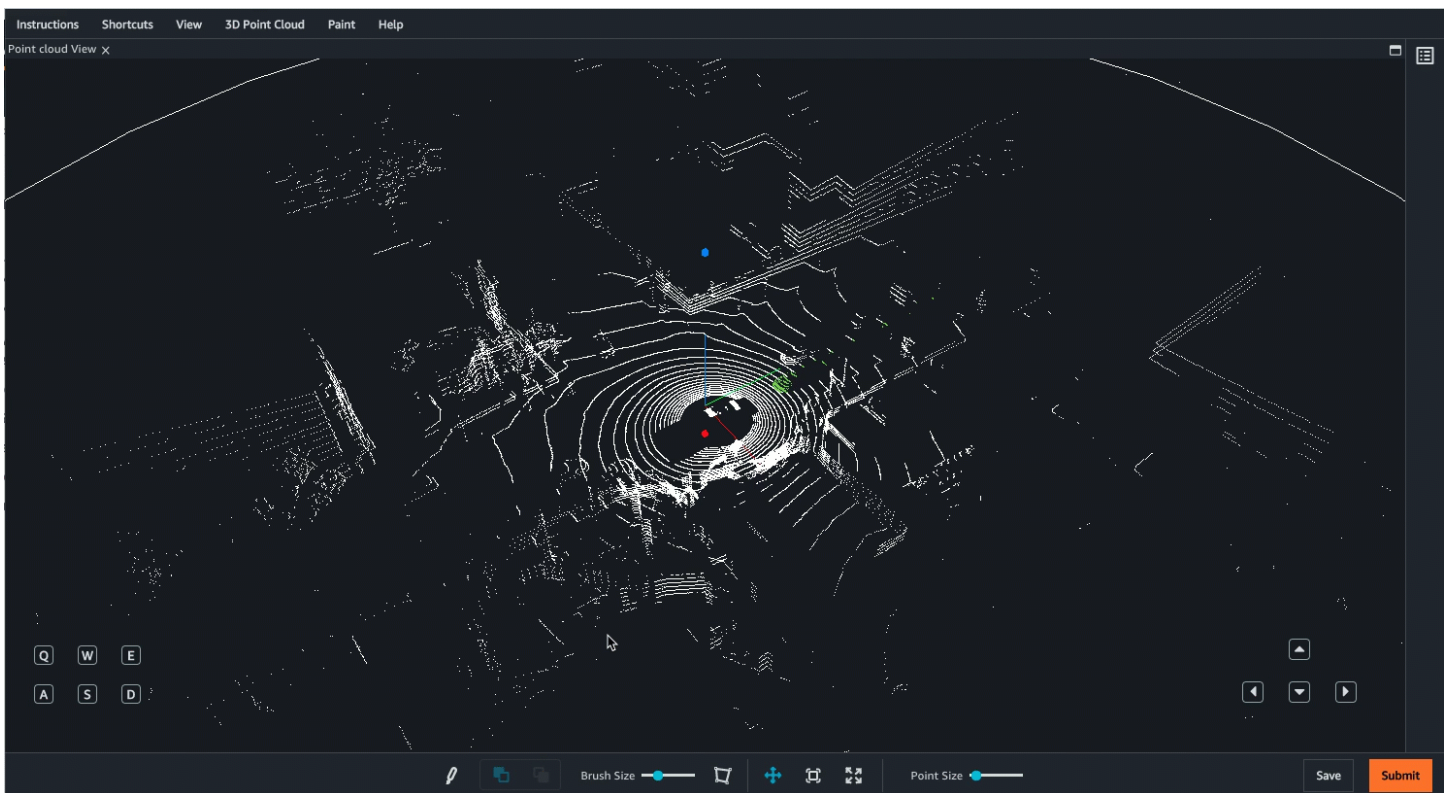 Instructions Shortcuts View 3D Point Cloud Paint Help
Point cloud View x
Q W E
A S D
Brush Size Point Size Save Submit